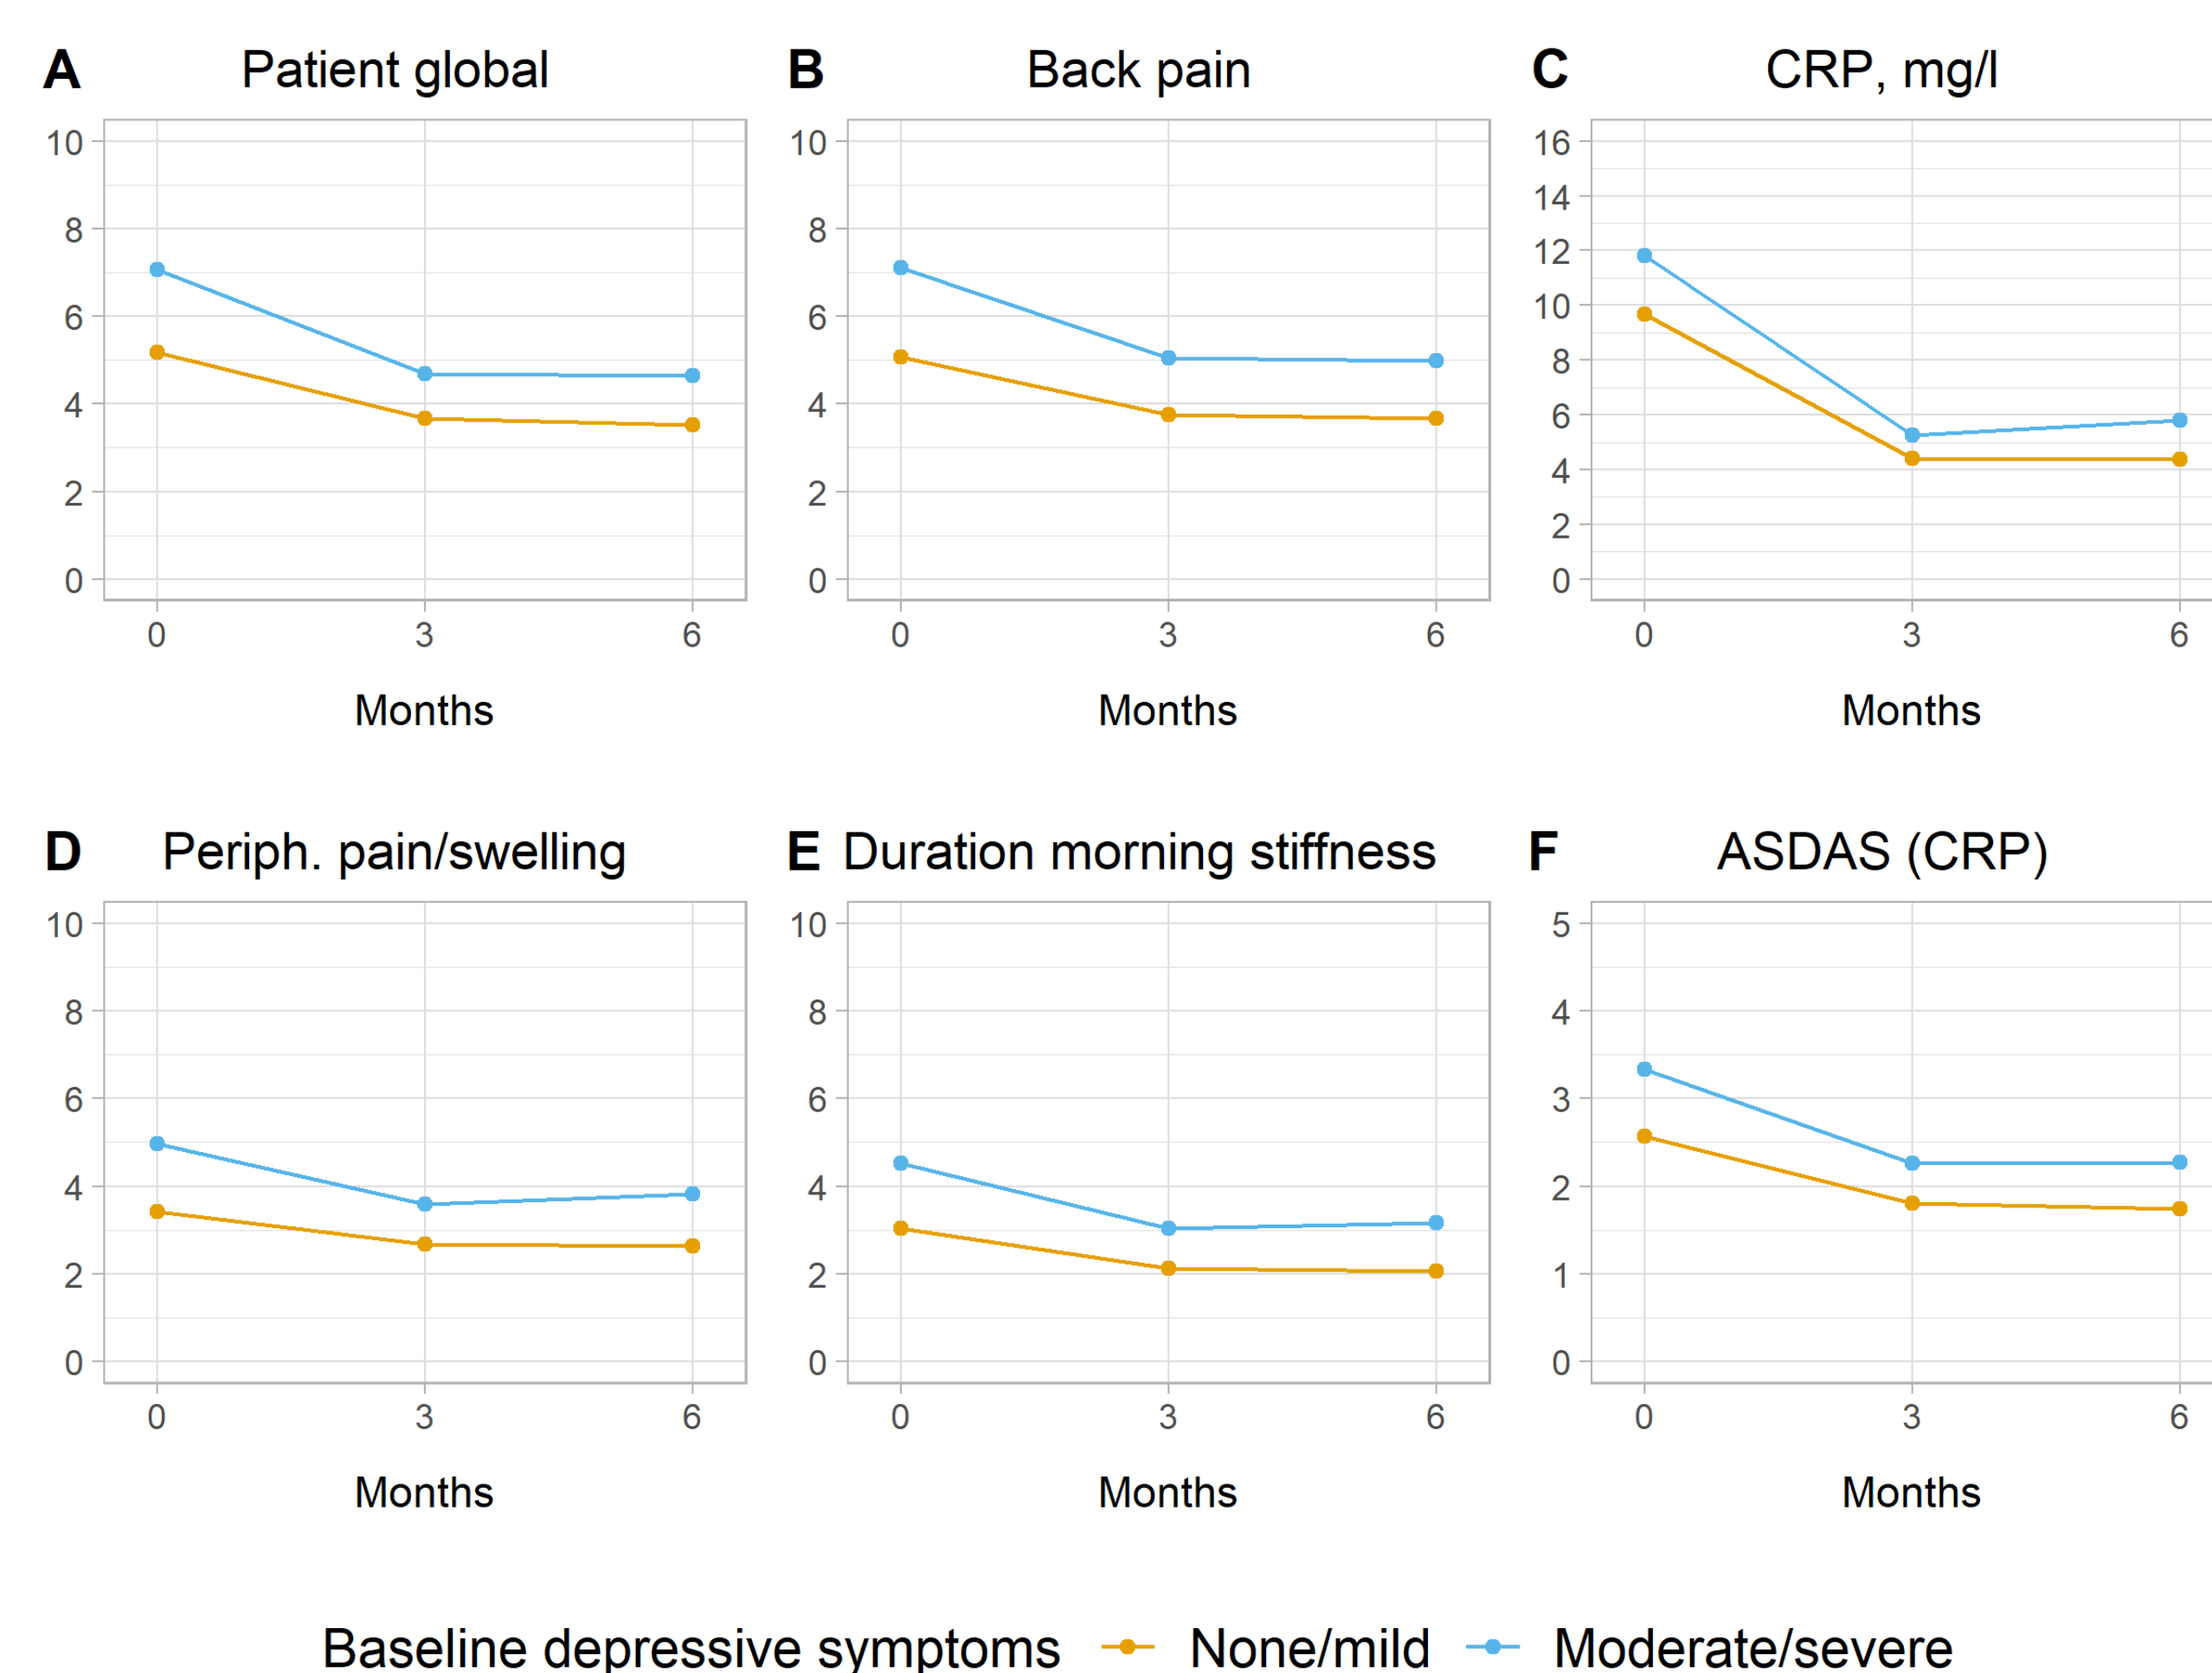 A Patient global
10
8
6
4
2
0
0 3 6
Months
B Back pain
10
8
6
4
2
0
0 3 6
Months
C CRP, mg/l
16
14
12
10
8
6
4
2
0
0 3 6
Months
D Periph. pain/swelling
10
8
6
4
2
0
0 3 6
Months
E Duration morning stiffness
10
8
6
4
2
0
0 3 6
Months
F ASDAS (CRP)
5
4
3
2
1
0
0 3 6
Months
Baseline depressive symptoms None/mild Moderate/severe